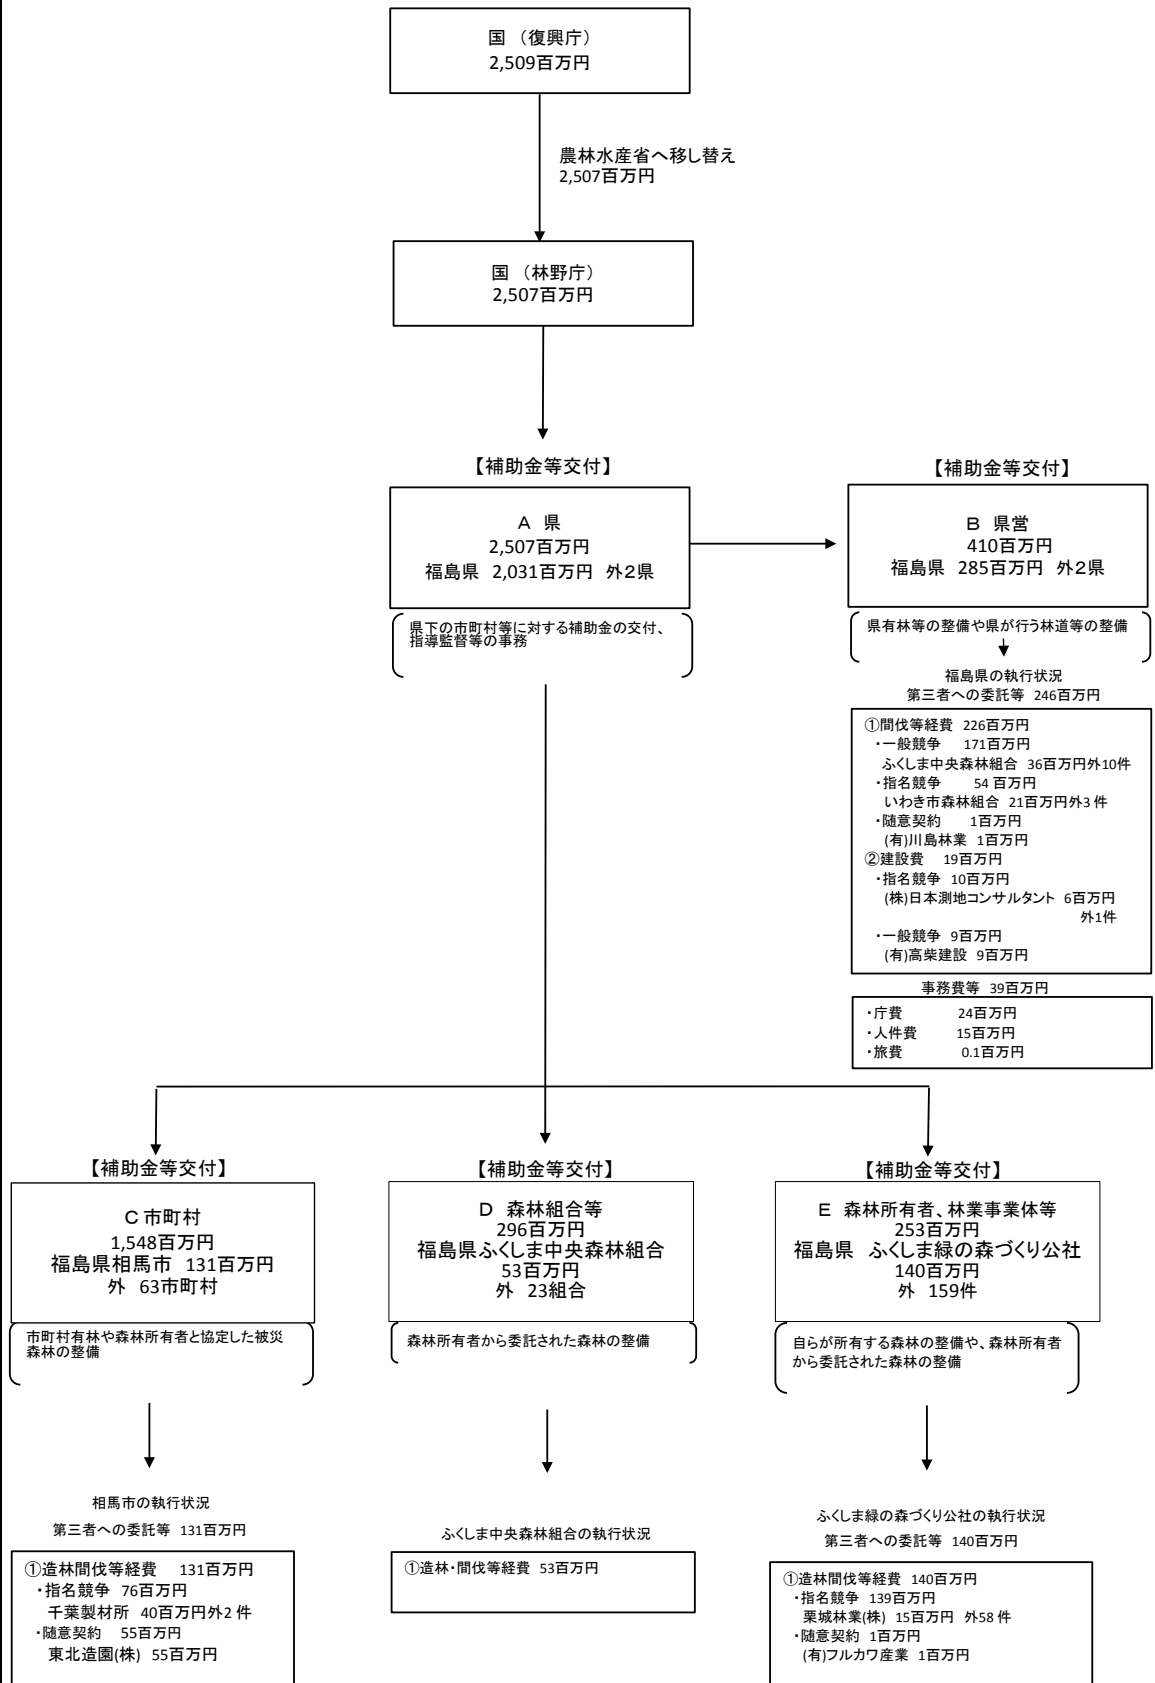 国 （復興庁）
2,509百万円
農林水産省へ移し替え
2,507百万円
国 （林野庁）
2,507百万円
【補助金等交付】
A 県
2,507百万円
福島県 2,031百万円 外２県
県下の市町村等に対する補助金の交付、
指導監督等の事務
【補助金等交付】
B 県営
410百万円
福島県 285百万円 外２県
県有林等の整備や県が行う林道等の整備
福島県の執行状況
第三者への委託等 246百万円
①間伐等経費 226百万円
・一般競争 171百万円
ふくしま中央森林組合 36百万円外10件
・指名競争 54 百万円
いわき市森林組合 21百万円外3 件
・随意契約 1百万円
(有)川島林業 1百万円
②建設費 19百万円
・指名競争 10百万円
(株)日本測地コンサルタント 6百万円
外1件
・一般競争 9百万円
(有)高柴建設 9百万円
事務費等 39百万円
・庁費 24百万円
・人件費 15百万円
・旅費 0.1百万円
【補助金等交付】
C 市町村
1,548百万円
福島県相馬市 131百万円
外 63市町村
市町村有林や森林所有者と協定した被災
森林の整備
相馬市の執行状況
第三者への委託等 131百万円
①造林間伐等経費 131百万円
・指名競争 76百万円
千葉製材所 40百万円外2 件
・随意契約 55百万円
東北造園(株) 55百万円
【補助金等交付】
D 森林組合等
296百万円
福島県ふくしま中央森林組合
53百万円
外 23組合
森林所有者から委託された森林の整備
ふくしま中央森林組合の執行状況
①造林・間伐等経費 53百万円
【補助金等交付】
E 森林所有者、林業事業体等
253百万円
福島県 ふくしま緑の森づくり公社
140百万円
外 159件
自らが所有する森林の整備や、森林所有者
から委託された森林の整備
ふくしま緑の森づくり公社の執行状況
第三者への委託等 140百万円
①造林間伐等経費 140百万円
・指名競争 139百万円
栗城林業(株) 15百万円 外58 件
・随意契約 1百万円
(有)フルカワ産業 1百万円